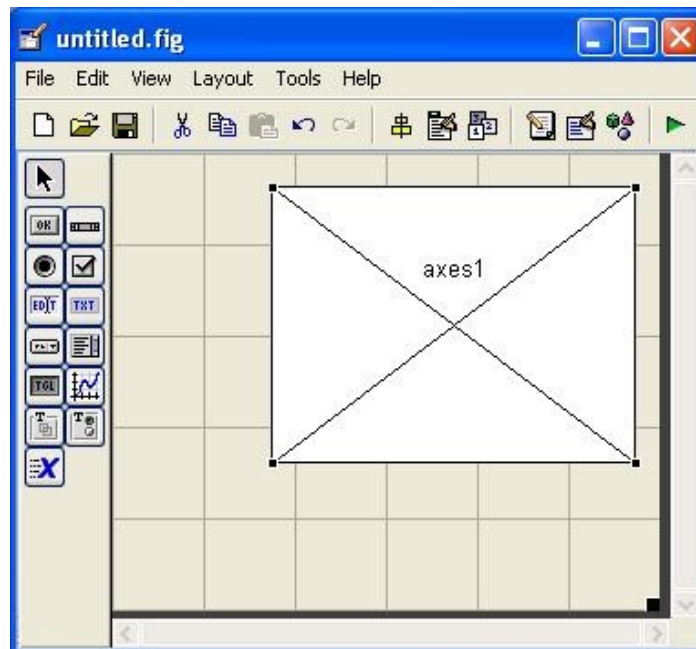 untitled.fig
File Edit View Layout Tools Help
OK
EDIT TXT
TGL
T T
X
axes1